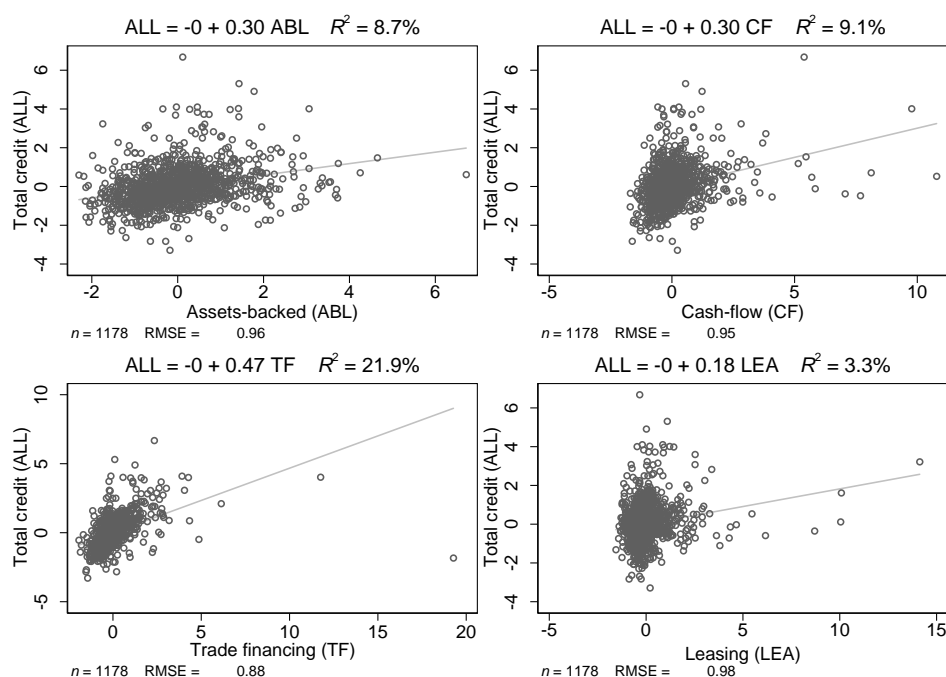 ALL = -0 + 0.30 ABL R² = 8.7%
Total credit (ALL)
6
4
2
0
-2
-4
-2 0 2 4 6
Assets-backed (ABL)
n = 1178 RMSE = 0.96
ALL = -0 + 0.30 CF R² = 9.1%
Total credit (ALL)
6
4
2
0
-2
-4
-5 0 5 10
Cash-flow (CF)
n = 1178 RMSE = 0.95
ALL = -0 + 0.47 TF R² = 21.9%
Total credit (ALL)
10
5
0
-5
0 5 10 15 20
Trade financing (TF)
n = 1178 RMSE = 0.88
ALL = -0 + 0.18 LEA R² = 3.3%
Total credit (ALL)
6
4
2
0
-2
-4
-5 0 5 10 15
Leasing (LEA)
n = 1178 RMSE = 0.98